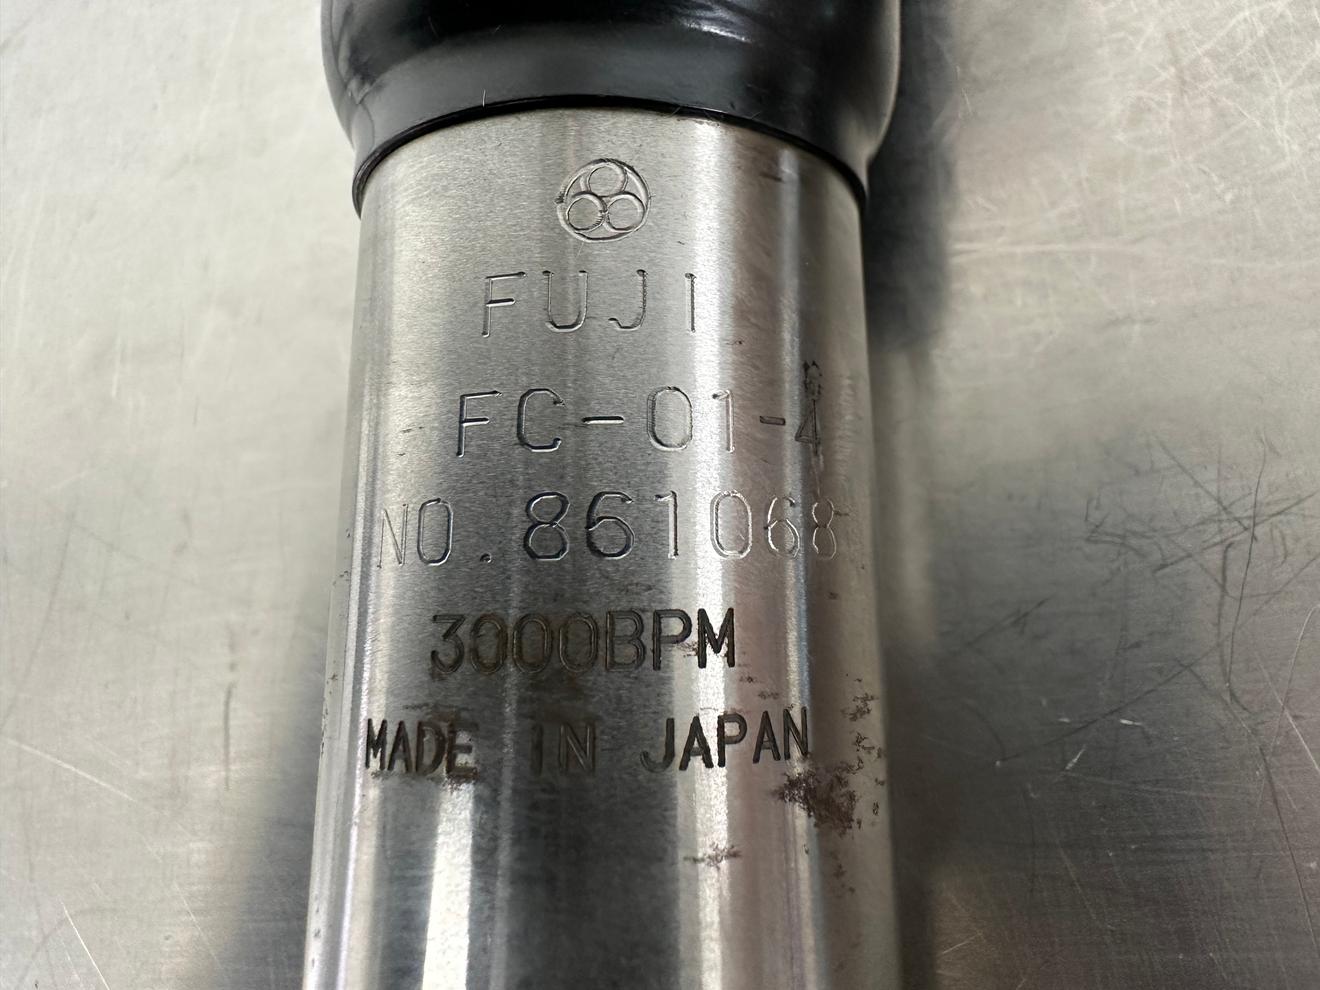 FUJI
FC-01-4
NO.861068
3000BPM
MADE IN JAPAN